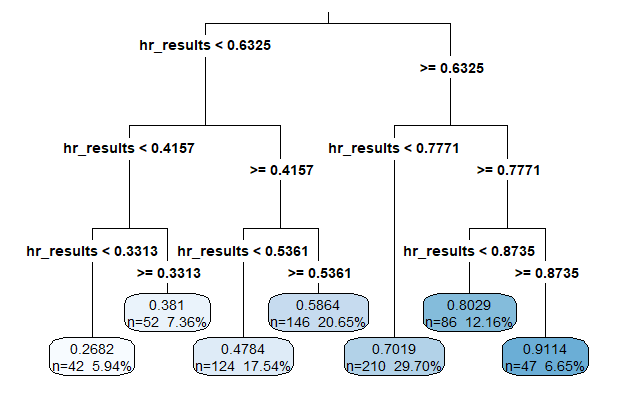 hr_results < 0.6325
>= 0.6325
hr_results < 0.4157
>= 0.4157
hr_results < 0.7771
>= 0.7771
hr_results < 0.3313
>= 0.3313
hr_results < 0.5361
>= 0.5361
hr_results < 0.8735
>= 0.8735
0.381
n=52 7.36%
0.5864
n=146 20.65%
0.8029
n=86 12.16%
0.2682
n=42 5.94%
0.4784
n=124 17.54%
0.7019
n=210 29.70%
0.9114
n=47 6.65%